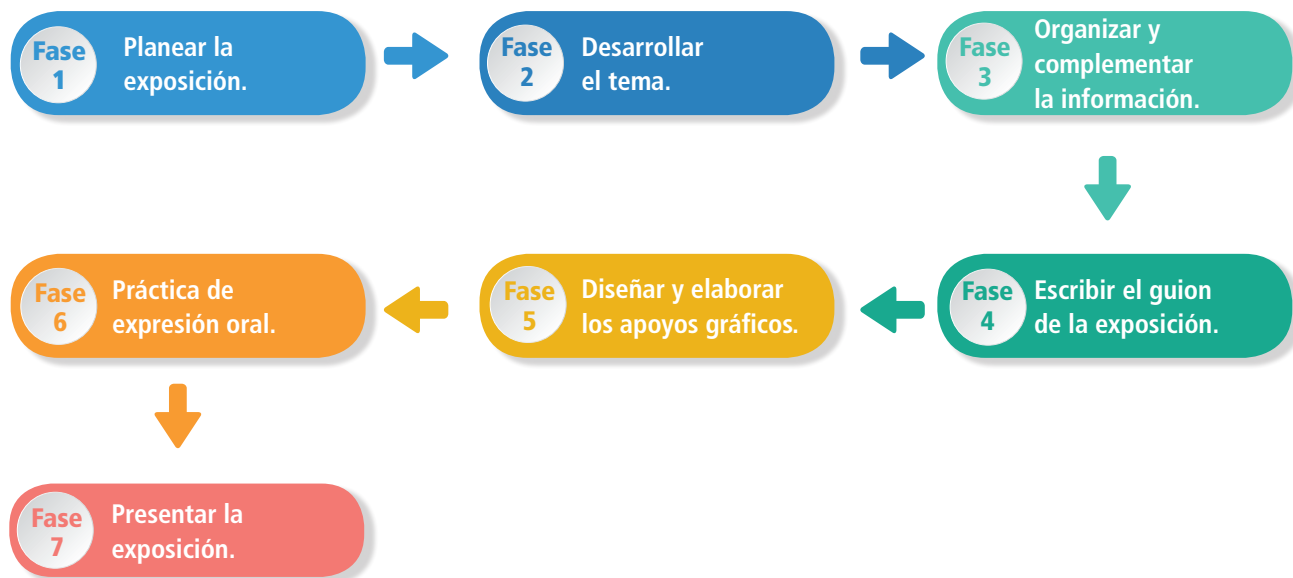 Fase
1
Planear la
exposición.
Fase
2
Desarrollar
el tema.
Fase
3
Organizar y
complementar
la información.
Fase
4
Escribir el guion
de la exposición.
Fase
5
Diseñar y elaborar
los apoyos gráficos.
Fase
6
Práctica de
expresión oral.
Fase
7
Presentar la
exposición.